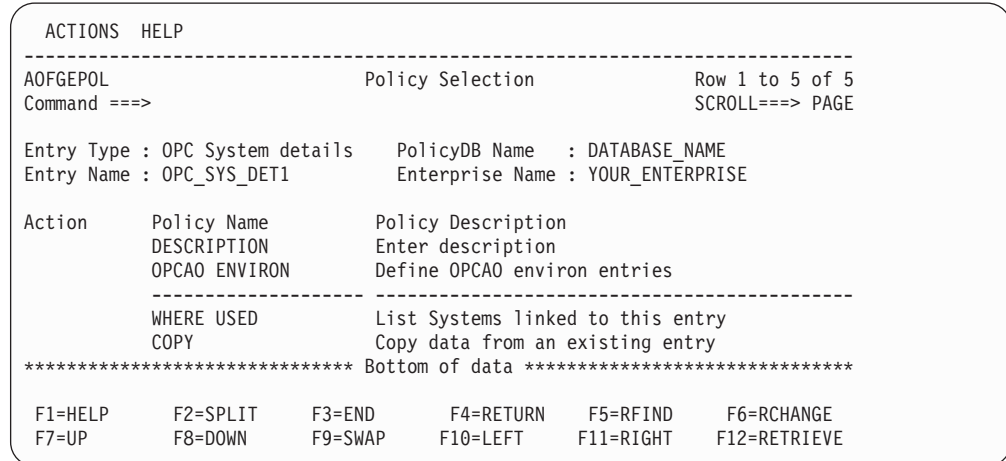 ACTIONS HELP
-------------------------------------------------------------------------------
AOFGEPOL Policy Selection Row 1 to 5 of 5
Command ===> SCROLL===> PAGE
Entry Type : OPC System details PolicyDB Name : DATABASE_NAME
Entry Name : OPC_SYS_DET1 Enterprise Name : YOUR_ENTERPRISE
Action Policy Name Policy Description
DESCRIPTION Enter description
OPCAO ENVIRON Define OPCAO environ entries
-------------------- ---------------------------------------------
WHERE USED List Systems linked to this entry
COPY Copy data from an existing entry
******************************* Bottom of data *******************************
F1=HELP F2=SPLIT F3=END F4=RETURN F5=RFIND F6=RCHANGE
F7=UP F8=DOWN F9=SWAP F10=LEFT F11=RIGHT F12=RETRIEVE